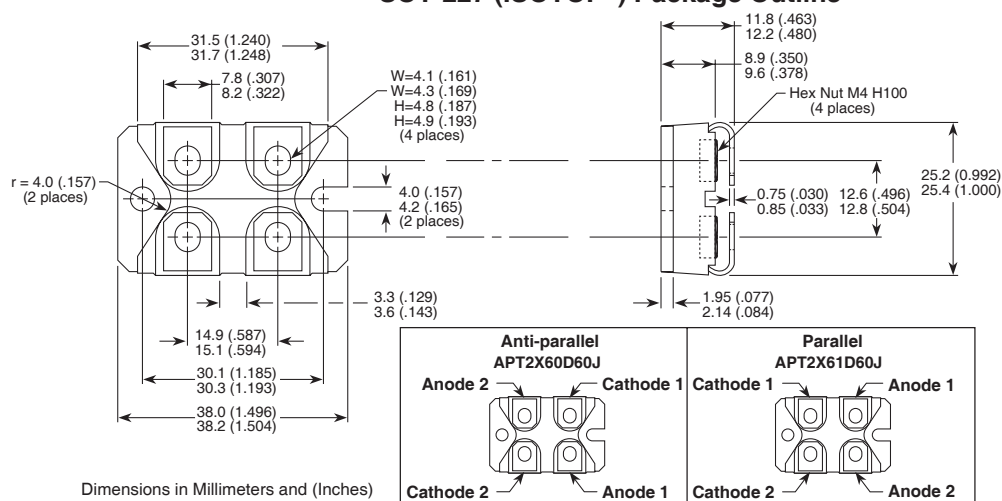 31.5 (1.240)
31.7 (1.248)
7.8 (.307)
8.2 (.322)
W=4.1 (.161)
W=4.3 (.169)
H=4.8 (.187)
H=4.9 (.193)
(4 places)
r = 4.0 (.157)
(2 places)
4.0 (.157)
4.2 (.165)
(2 places)
3.3 (.129)
3.6 (.143)
14.9 (.587)
15.1 (.594)
30.1 (1.185)
30.3 (1.193)
38.0 (1.496)
38.2 (1.504)
11.8 (.463)
12.2 (.480)
8.9 (.350)
9.6 (.378)
Hex Nut M4 H100
(4 places)
0.75 (.030)
0.85 (.033)
12.6 (.496)
12.8 (.504)
25.2 (0.992)
25.4 (1.000)
1.95 (.077)
2.14 (.084)
Anti-parallel
APT2X60D60J
Anode 2
Cathode 1
Cathode 2
Anode 1
Parallel
APT2X61D60J
Cathode 1
Anode 1
Cathode 2
Anode 2
Dimensions in Millimeters and (Inches)